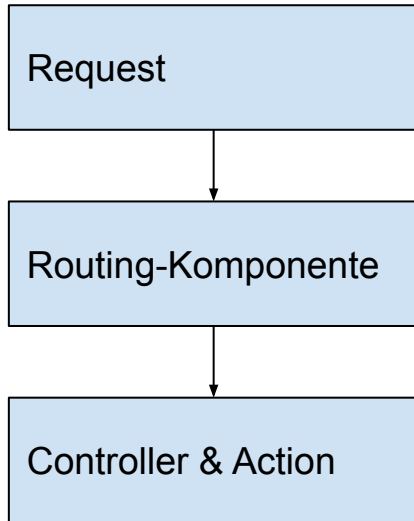 Request
Routing-Komponente
Controller & Action